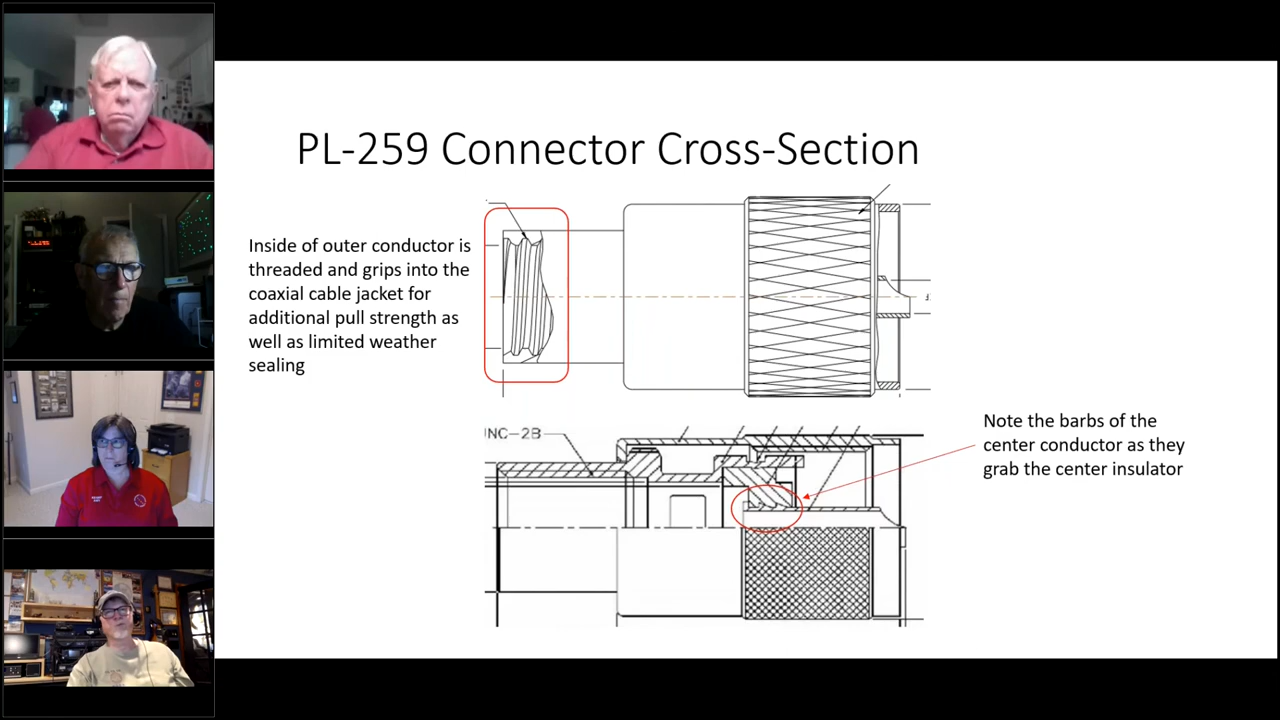 PL-259 Connector Cross-Section
Inside of outer conductor is
threaded and grips into the
coaxial cable jacket for
additional pull strength as
well as limited weather
sealing
NC-2B
Note the barbs of the
center conductor as they
grab the center insulator